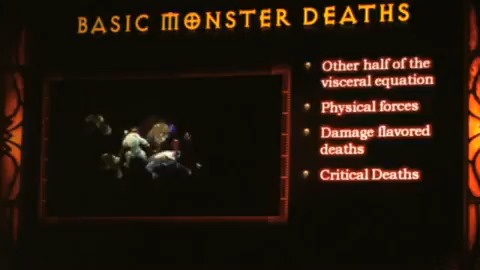 BASIC MONSTER DEATHS
Other half of the
visceral equation
Physical forces
Damage flavored
deaths
Critical Deaths